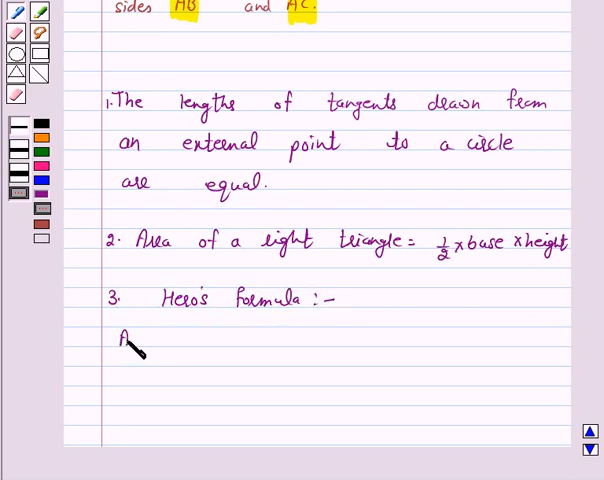 sides AB and AC.
1. The lengths of tangents drawn from
an external point to a circle
are equal.
2. Area of a right triangle = 1/2 × base × height
3. Hero's Formula :-
A